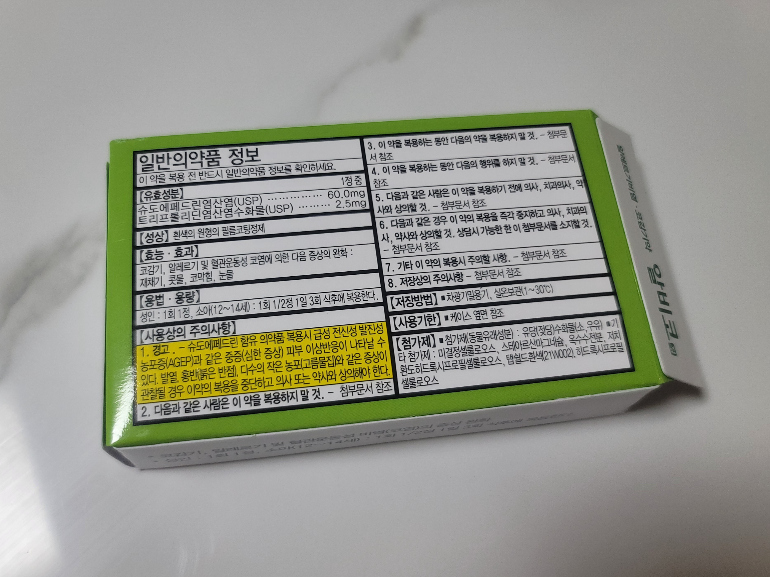 일반의약품 정보
이 약을 복용 전 반드시 일반의약품 정보를 확인하세요.
[유효성분] 1정 중
슈도에페드린염산염(USP) ················ 60.0mg
트리프롤리딘염산염수화물(USP) ·········· 2.5mg
[성상] 흰색의 원형의 필름코팅정제
[효능·효과]
코감기, 알레르기 및 혈관운동성 코염에 의한 다음 증상의 완화 :
재채기, 콧물, 코막힘, 눈물
[용법·용량]
성인 : 1회 1정, 소아(12~14세) : 1회 1/2정 1일 3회 식후에 복용한다.
[사용상의 주의사항]
1. 경고 . – 슈도에페드린 함유 의약품 복용시 급성 전신성 발진성
농포증(AGEP)과 같은 중증(심한 증상) 피부 이상반응이 나타날 수
있다. 발열, 홍반(붉은 반점), 다수의 작은 농포(고름물집)와 같은 증상이
관찰될 경우 이약의 복용을 중단하고 의사 또는 약사와 상의해야 한다.
2. 다음과 같은 사람은 이 약을 복용하지 말 것. – 첨부문서 참조
3. 이 약을 복용하는 동안 다음의 약을 복용하지 말 것. – 첨부문
서 참조
4. 이 약을 복용하는 동안 다음의 행위를 하지 말 것. – 첨부문서
참조
5. 다음과 같은 사람은 이 약을 복용하기 전에 의사, 치과의사, 약
사와 상의할 것. – 첨부문서 참조
6. 다음과 같은 경우 이 약의 복용을 즉각 중지하고 의사, 치과의
사, 약사와 상의할 것. 상담시 가능한 한 이 첨부문서를 소지할 것.
– 첨부문서 참조
7. 기타 이 약의 복용시 주의할 사항. – 첨부문서 참조
8. 저장상의 주의사항 – 첨부문서 참조
[저장방법] ■차광기밀용기, 실온보관(1~30℃)
[사용기한] ■케이스 옆면 참조
[첨가제] ■첨가제(동물유래성분) : 유당(젖당)수화물(소, 우유) ■기
타 첨가제 : 미결정셀룰로오스, 스테아르산마그네슘, 옥수수전분, 저치
환도히드록시프로필셀룰로오스, 탭쉴드흰색(21W002), 히드록시프로필
셀룰로오스
알비코정